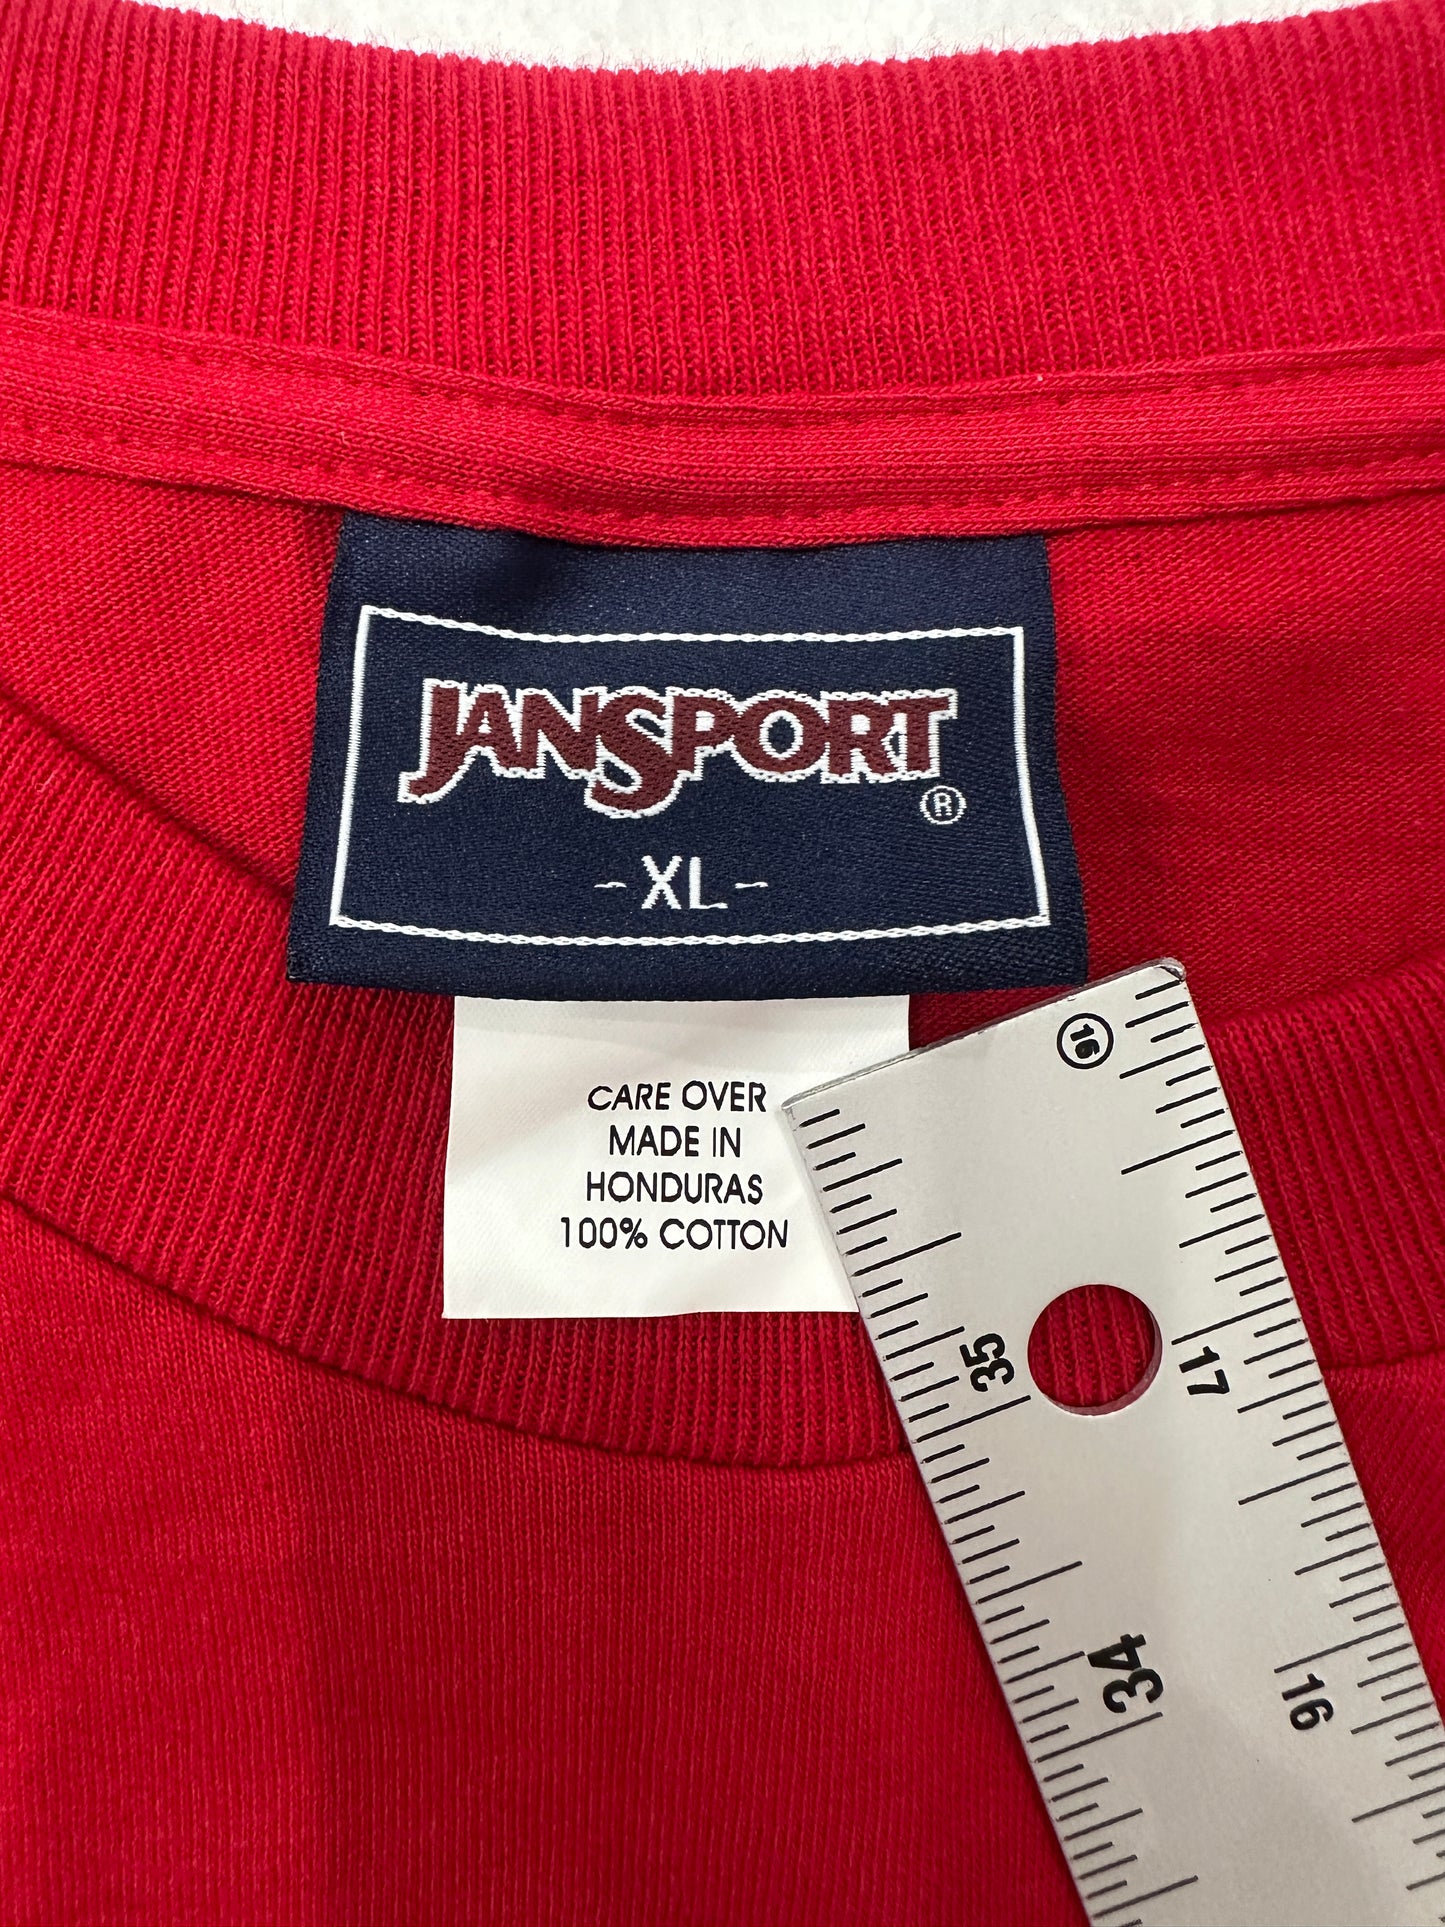 JANSPORT
®
- XL -
CARE OVER
MADE IN
HONDURAS
100% COTTON
16
35
17
34
16